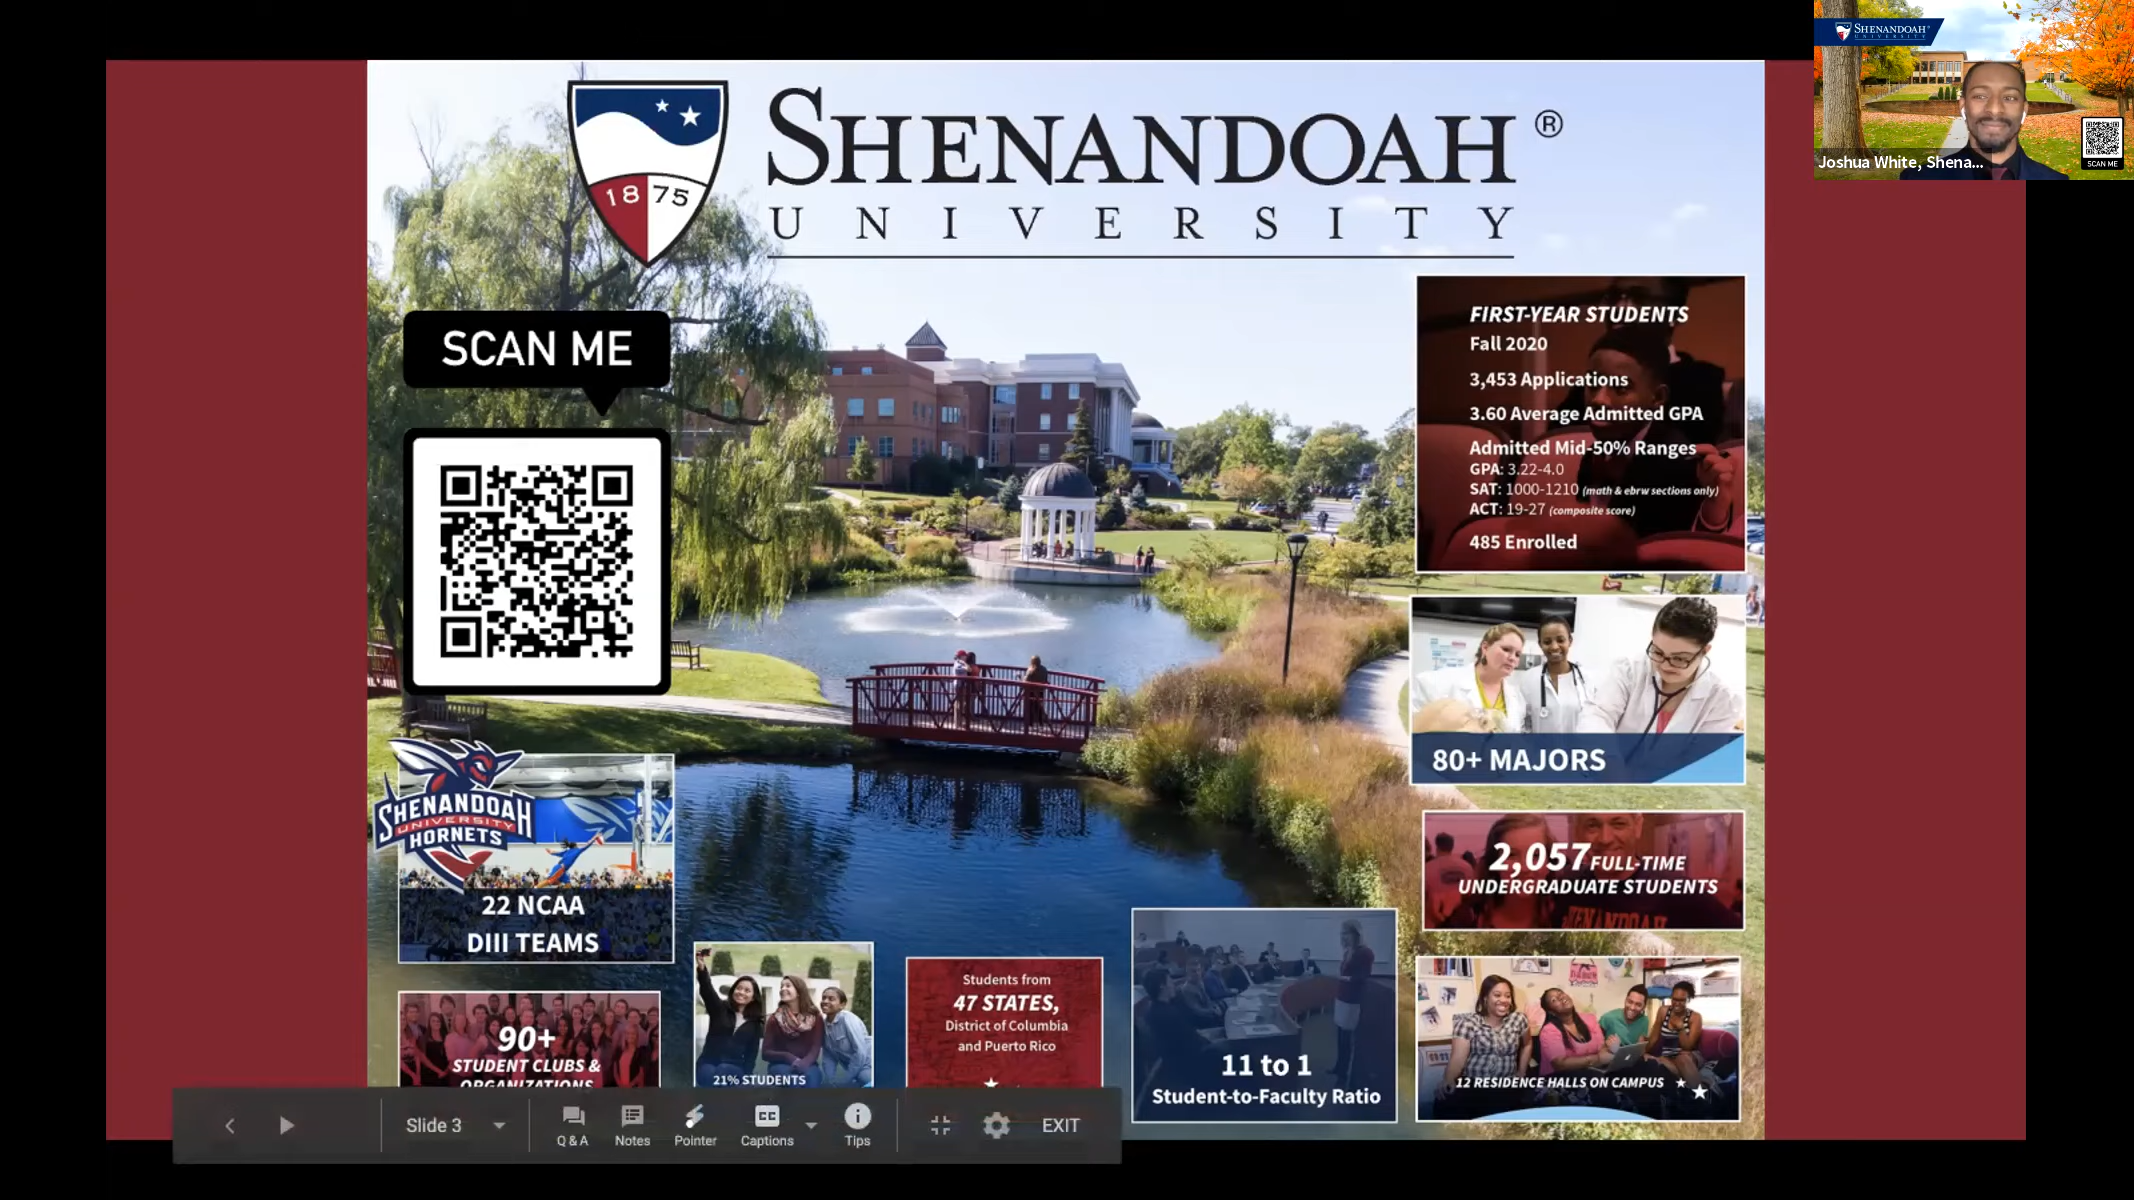 SHENANDOAH®
UNIVERSITY
1875
SHENANDOAH®
UNIVERSITY
SCAN ME
Joshua White, Shena...
SCAN ME
FIRST-YEAR STUDENTS
Fall 2020
3,453 Applications
3.60 Average Admitted GPA
Admitted Mid-50% Ranges
GPA: 3.22-4.0
SAT: 1000-1210 (math & ebrw sections only)
ACT: 19-27 (composite score)
485 Enrolled
80+ MAJORS
2,057 FULL-TIME
UNDERGRADUATE STUDENTS
SHENANDOAH
UNIVERSITY
HORNETS
22 NCAA
DIII TEAMS
90+
STUDENT CLUBS &
ORGANIZATIONS
21% STUDENTS
Students from
47 STATES,
District of Columbia
and Puerto Rico
11 to 1
Student-to-Faculty Ratio
12 RESIDENCE HALLS ON CAMPUS
Slide 3
Q & A
Notes
Pointer
CC
Captions
Tips
EXIT